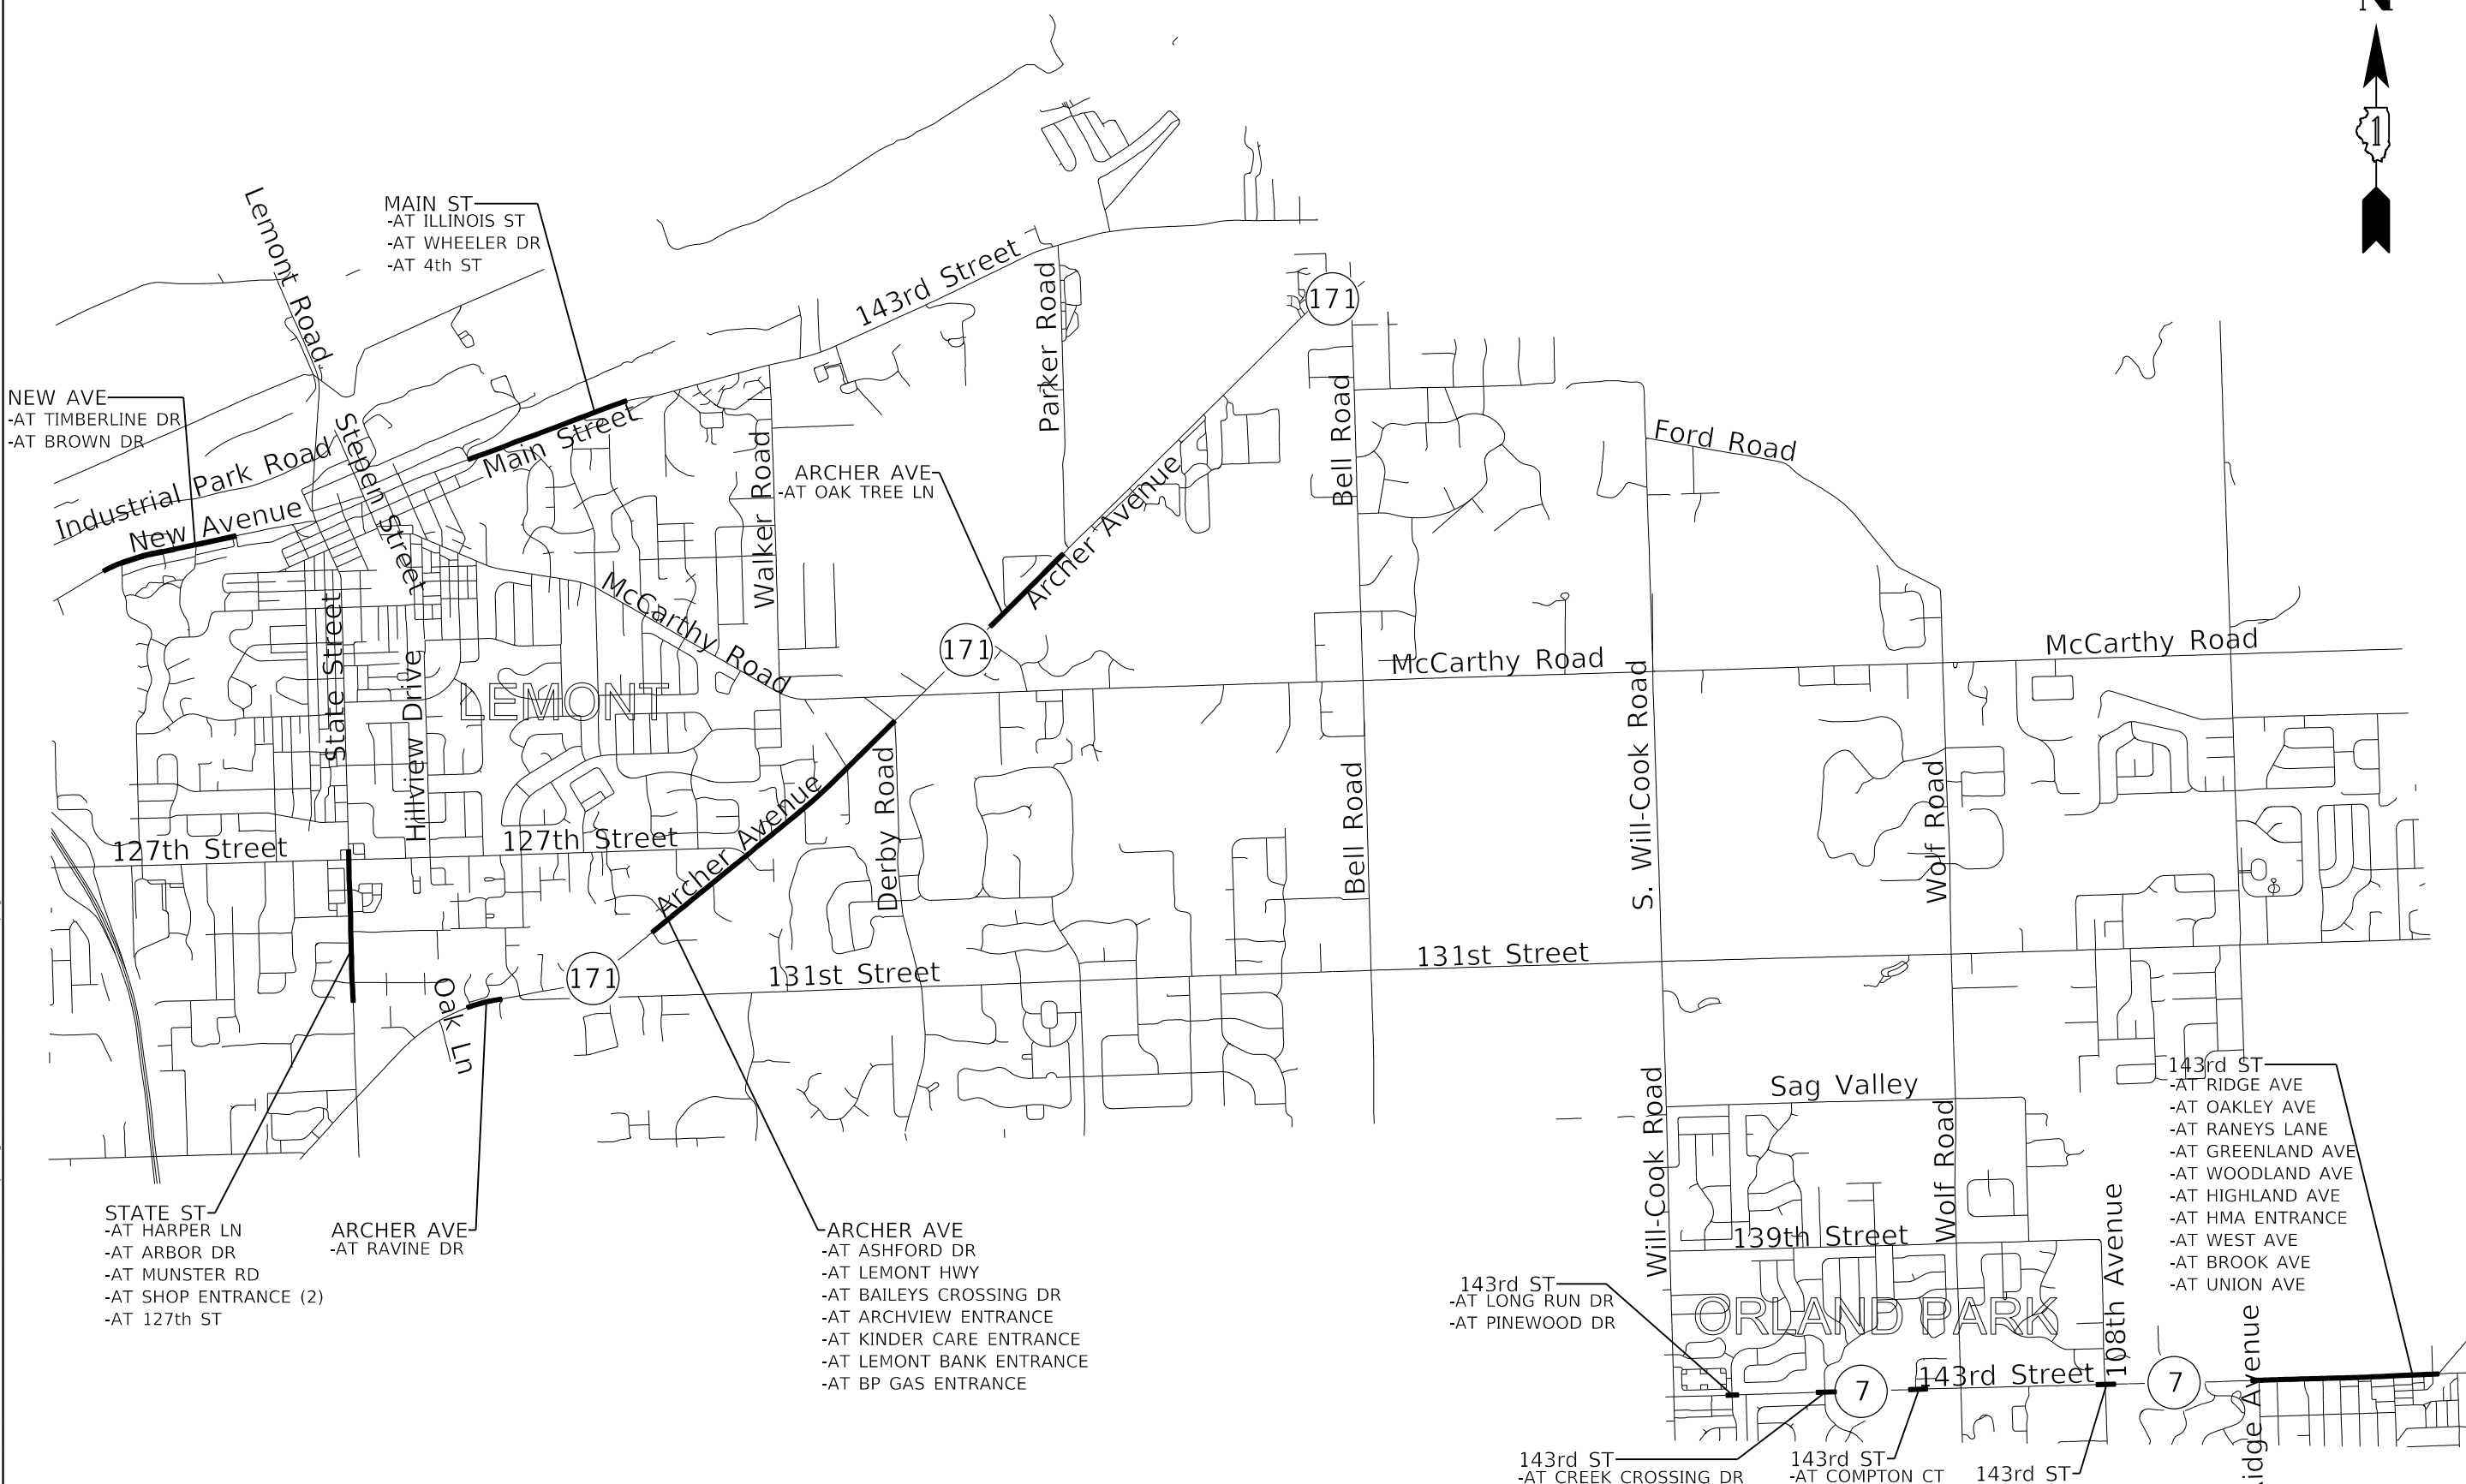 N
1
Lemont Road
MAIN ST
-AT ILLINOIS ST
-AT WHEELER DR
-AT 4th ST
143rd Street
Parker Road
171
NEW AVE
-AT TIMBERLINE DR
-AT BROWN DR
Industrial Park Road
New Avenue
Stepen Street
Main Street
Walker Road
ARCHER AVE
-AT OAK TREE LN
Archer Avenue
Bell Road
Ford Road
State Street
Hillview Drive
LEMONT
McCarthy Road
171
McCarthy Road
McCarthy Road
S. Will-Cook Road
Wolf Road
127th Street
127th Street
Archer Avenue
Derby Road
Bell Road
171
131st Street
131st Street
Oak Ln
STATE ST
-AT HARPER LN
-AT ARBOR DR
-AT MUNSTER RD
-AT SHOP ENTRANCE (2)
-AT 127th ST
ARCHER AVE
-AT RAVINE DR
ARCHER AVE
-AT ASHFORD DR
-AT LEMONT HWY
-AT BAILEYS CROSSING DR
-AT ARCHVIEW ENTRANCE
-AT KINDER CARE ENTRANCE
-AT LEMONT BANK ENTRANCE
-AT BP GAS ENTRANCE
Will-Cook Road
Sag Valley
Wolf Road
139th Street
108th Avenue
143rd ST
-AT RIDGE AVE
-AT OAKLEY AVE
-AT RANEYS LANE
-AT GREENLAND AVE
-AT WOODLAND AVE
-AT HIGHLAND AVE
-AT HMA ENTRANCE
-AT WEST AVE
-AT BROOK AVE
-AT UNION AVE
143rd ST
-AT LONG RUN DR
-AT PINEWOOD DR
ORLAND PARK
7
143rd Street
7
Ridge Avenue
143rd ST
-AT CREEK CROSSING DR
143rd ST
-AT COMPTON CT
143rd ST